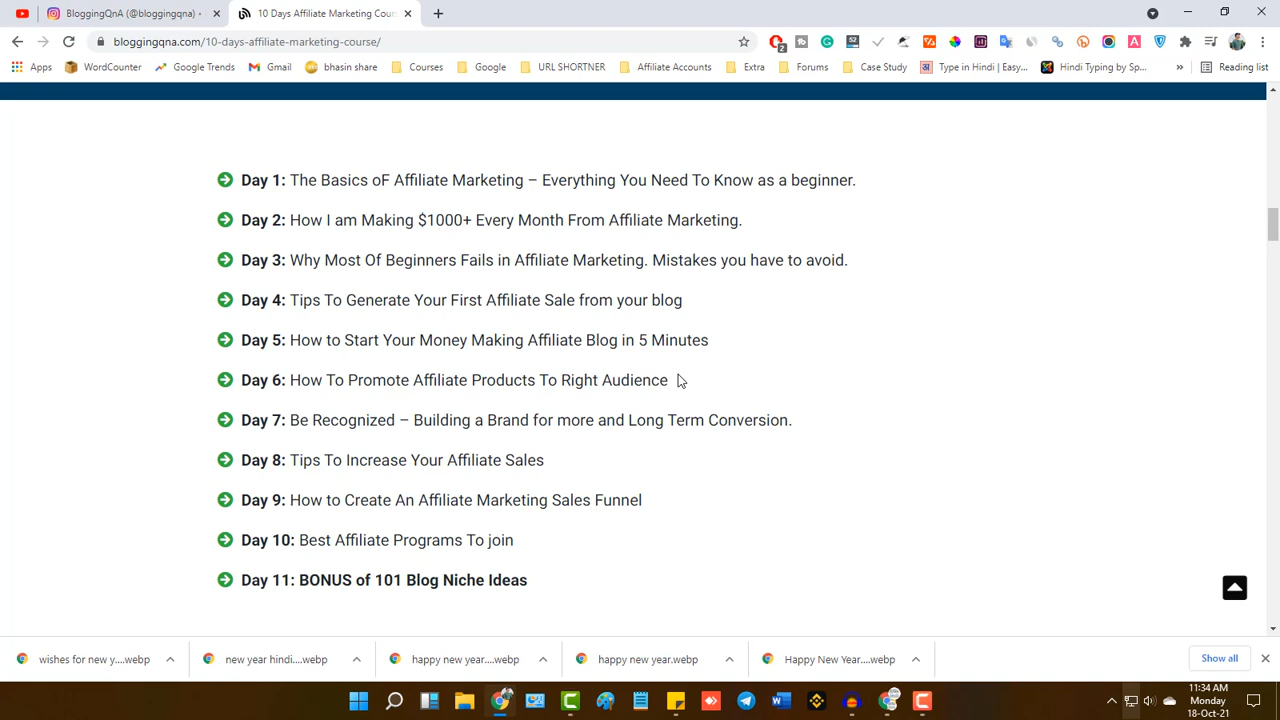 BloggingQnA (@bloggingqna) •
10 Days Affiliate Marketing Cour
bloggingqna.com/10-days-affiliate-marketing-course/
Apps WordCounter Google Trends Gmail bhasin share Courses Google URL SHORTNER Affiliate Accounts Extra Forums Case Study Type in Hindi | Easy... Hindi Typing by Sp... » Reading list
Day 1: The Basics oF Affiliate Marketing – Everything You Need To Know as a beginner.
Day 2: How I am Making $1000+ Every Month From Affiliate Marketing.
Day 3: Why Most Of Beginners Fails in Affiliate Marketing. Mistakes you have to avoid.
Day 4: Tips To Generate Your First Affiliate Sale from your blog
Day 5: How to Start Your Money Making Affiliate Blog in 5 Minutes
Day 6: How To Promote Affiliate Products To Right Audience
Day 7: Be Recognized – Building a Brand for more and Long Term Conversion.
Day 8: Tips To Increase Your Affiliate Sales
Day 9: How to Create An Affiliate Marketing Sales Funnel
Day 10: Best Affiliate Programs To join
Day 11: BONUS of 101 Blog Niche Ideas
wishes for new y....webp new year hindi....webp happy new year....webp happy new year.webp Happy New Year....webp Show all
11:34 AM
Monday
18-Oct-21